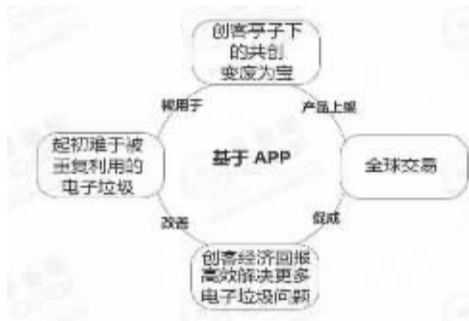 创客亭子下
的共创
变废为宝
被用于
产品上架
起初难于被
重复利用的
电子垃圾
基于 APP
全球交易
改善
促成
创客经济回报
高效解决更多
电子垃圾问题